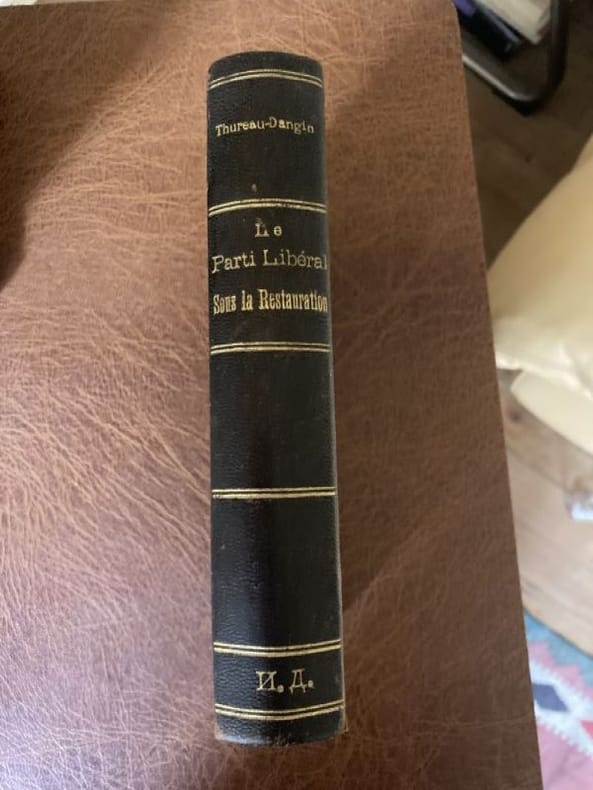 Thureau-Dangin
Le
Parti Libéral
Sous la Restauration
И. Д.